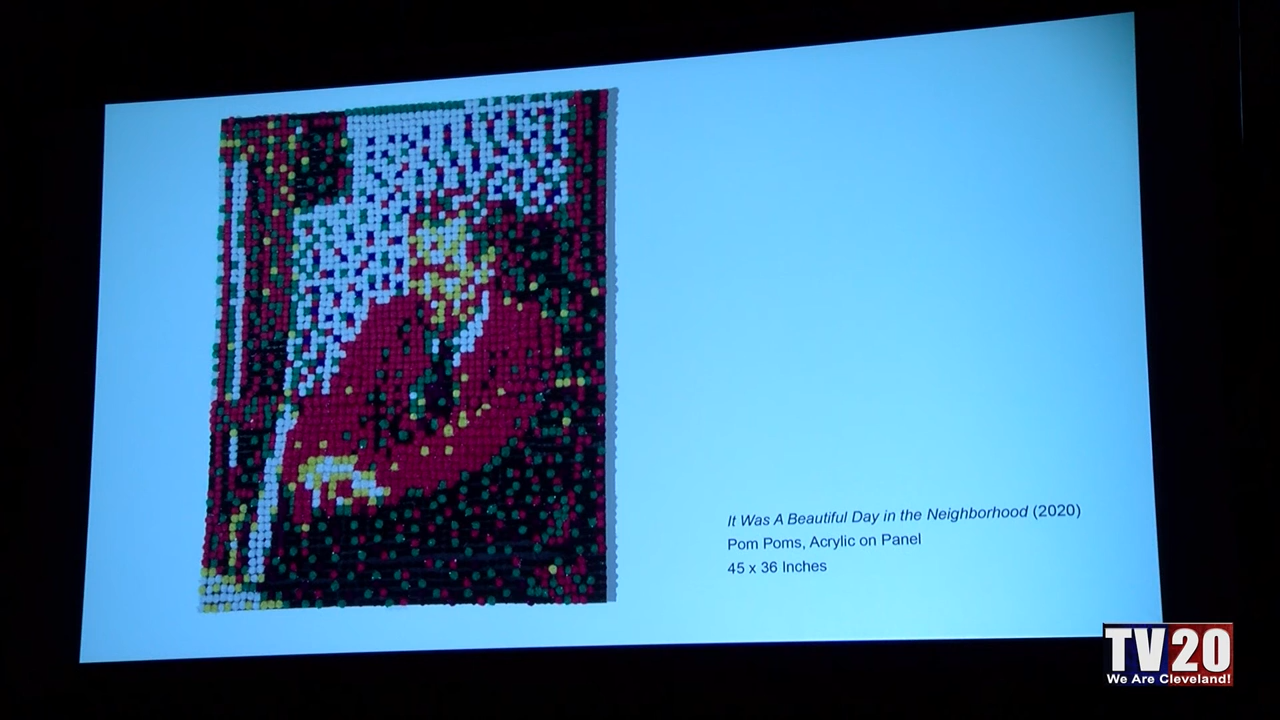 It Was A Beautiful Day in the Neighborhood (2020)
Pom Poms, Acrylic on Panel
45 x 36 Inches
TV20
We Are Cleveland!